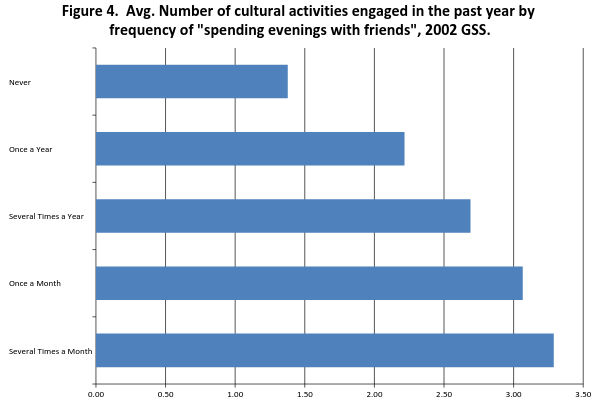 Figure 4.  Avg. Number of cultural activities engaged in the past year by
frequency of "spending evenings with friends", 2002 GSS.
Never
Once a Year
Several Times a Year
Once a Month
Several Times a Month
0.00 0.50 1.00 1.50 2.00 2.50 3.00 3.50